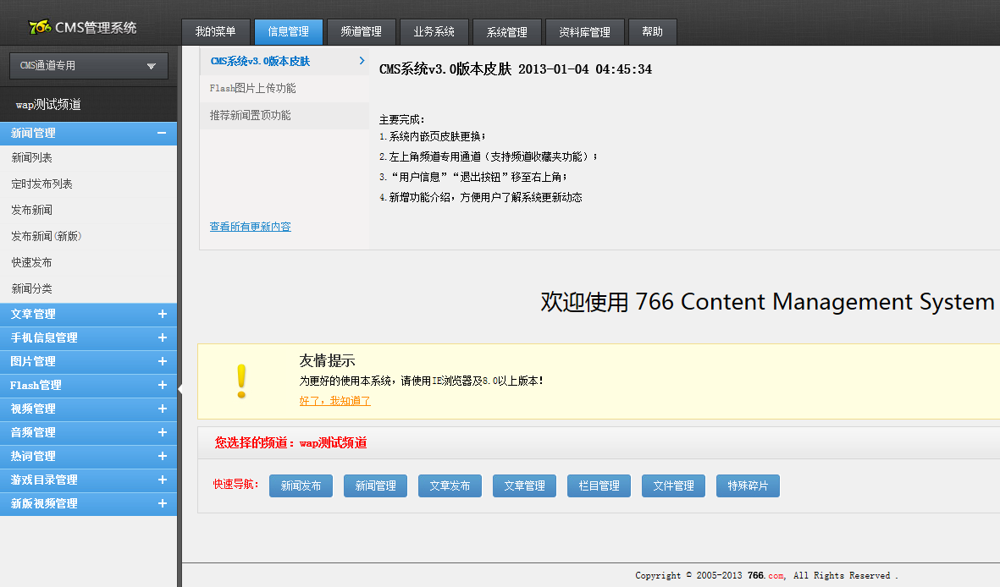 766 CMS管理系统
我的菜单 信息管理 频道管理 业务系统 系统管理 资料库管理 帮助
CMS通道专用
wap测试频道
新闻管理
新闻列表
定时发布列表
发布新闻
发布新闻(新版)
快速发布
新闻分类
文章管理
手机信息管理
图片管理
Flash管理
视频管理
音频管理
热词管理
游戏目录管理
新版视频管理
CMS系统v3.0版本皮肤
Flash图片上传功能
推荐新闻置顶功能
查看所有更新内容
CMS系统v3.0版本皮肤 2013-01-04 04:45:34
主要完成：
1.系统内嵌页皮肤更换；
2.左上角频道专用通道（支持频道收藏夹功能）；
3.“用户信息”“退出按钮”移至右上角；
4.新增功能介绍，方便用户了解系统更新动态
欢迎使用 766 Content Management System
友情提示
为更好的使用本系统，请使用IE浏览器及8.0以上版本！
好了，我知道了
您选择的频道：wap测试频道
快速导航： 新闻发布 新闻管理 文章发布 文章管理 栏目管理 文件管理 特殊碎片
Copyright © 2005-2013 766.com, All Rights Reserved .